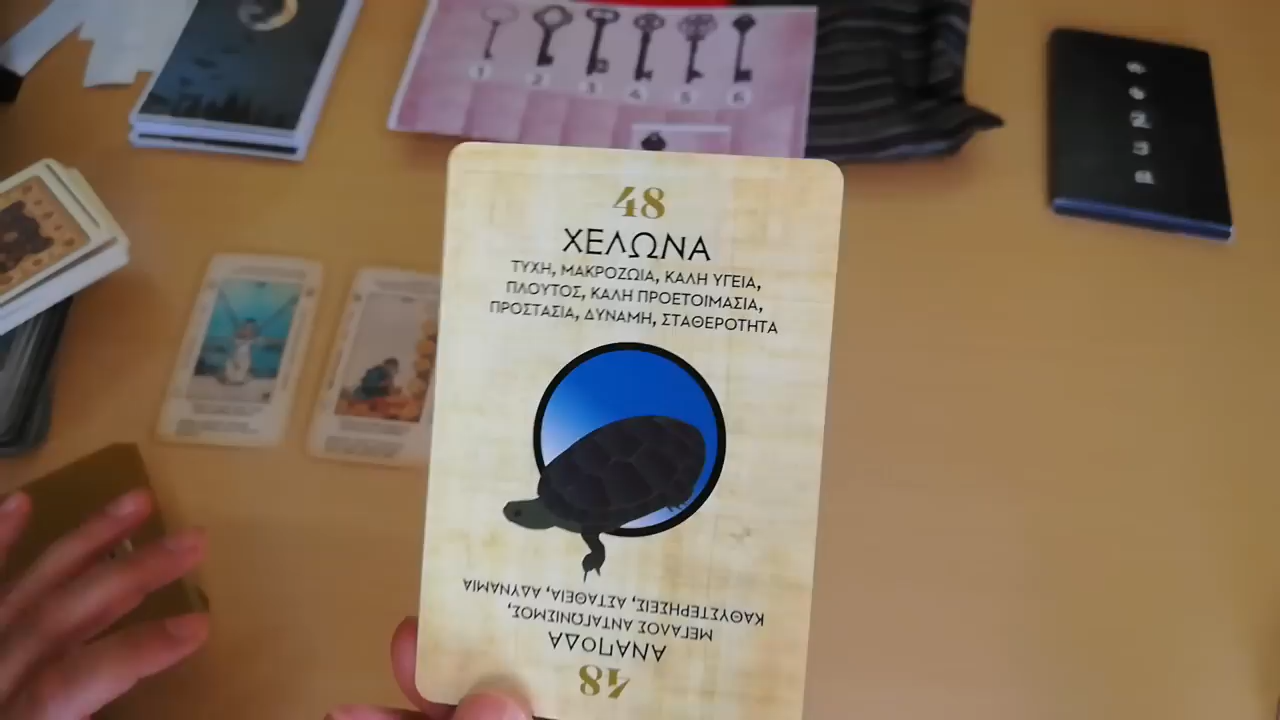 1 2 3 4 5 6
48
ΧΕΛΩΝΑ
ΤΥΧΗ, ΜΑΚΡΟΖΩΙΑ, ΚΑΛΗ ΥΓΕΙΑ,
ΠΛΟΥΤΟΣ, ΚΑΛΗ ΠΡΟΕΤΟΙΜΑΣΙΑ,
ΠΡΟΣΤΑΣΙΑ, ΔΥΝΑΜΗ, ΣΤΑΘΕΡΟΤΗΤΑ
48
ΑΝΑΠΟΔΑ
ΜΕΓΑΛΟΣ ΑΝΤΑΓΩΝΙΣΜΟΣ,
ΚΑΘΥΣΤΕΡΗΣΕΙΣ, ΑΣΤΑΘΕΙΑ, ΑΔΥΝΑΜΙΑ